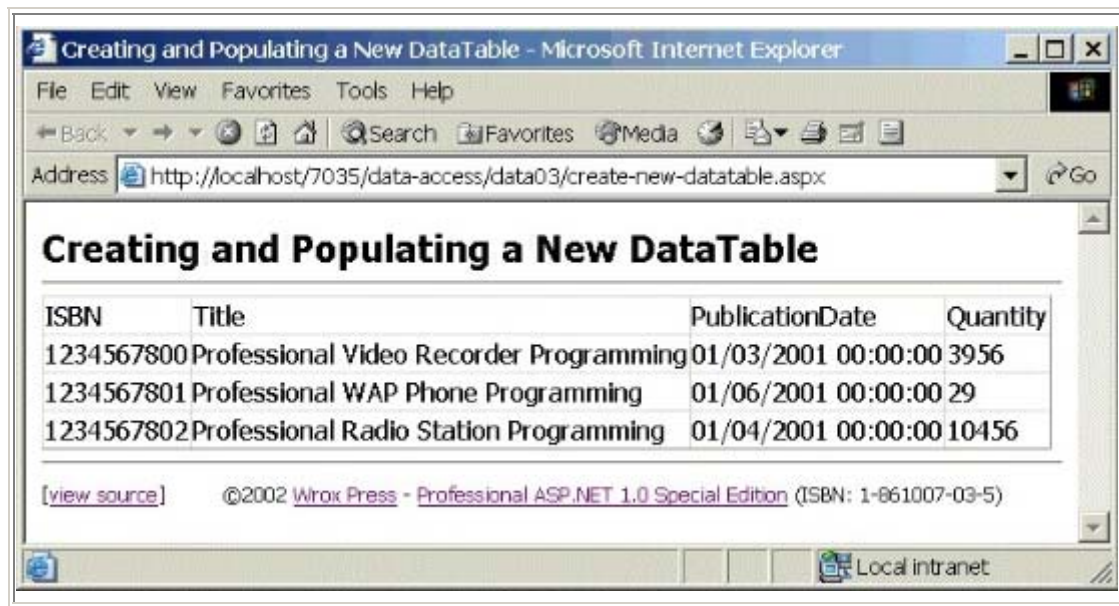 Creating and Populating a New DataTable - Microsoft Internet Explorer
File Edit View Favorites Tools Help
Back Search Favorites Media
Address http://localhost/7035/data-access/data03/create-new-datatable.aspx Go
Creating and Populating a New DataTable
ISBN Title PublicationDate Quantity
1234567800 Professional Video Recorder Programming 01/03/2001 00:00:00 3956
1234567801 Professional WAP Phone Programming 01/06/2001 00:00:00 29
1234567802 Professional Radio Station Programming 01/04/2001 00:00:00 10456
[view source] ©2002 Wrox Press - Professional ASP.NET 1.0 Special Edition (ISBN: 1-861007-03-5)
Local intranet